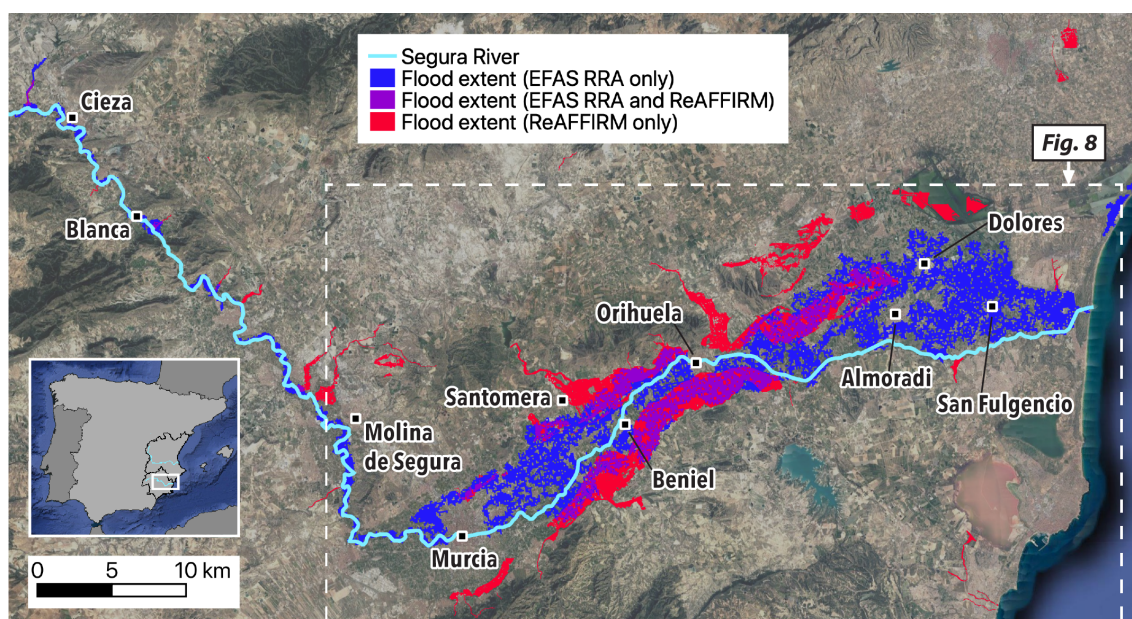 Segura River
Flood extent (EFAS RRA only)
Flood extent (EFAS RRA and ReAFFIRM)
Flood extent (ReAFFIRM only)
Fig. 8
Cieza
Blanca
Dolores
Orihuela
Santomera
Almoradi
San Fulgencio
Molina
de Segura
Beniel
Murcia
0 5 10 km